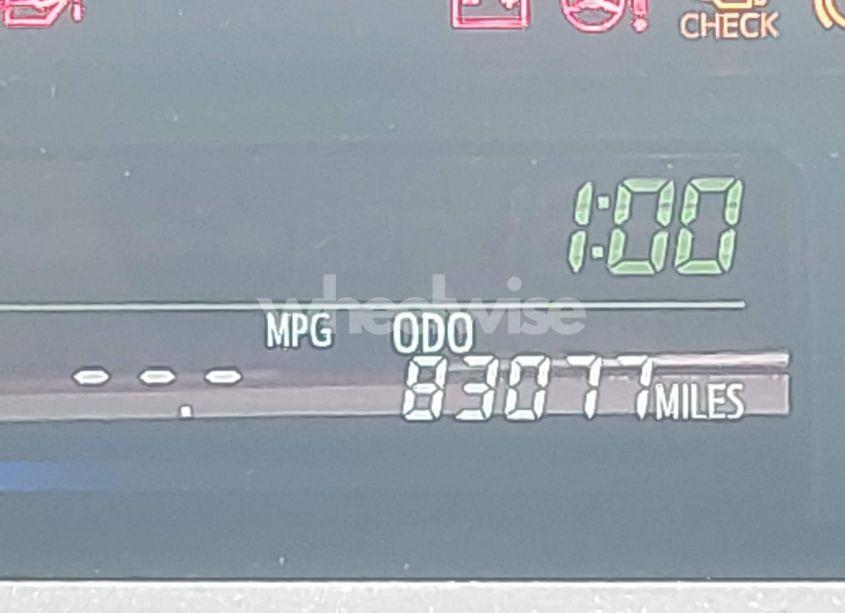 CHECK
1:00
wheelwise
MPG ODO
--.- 83077 MILES